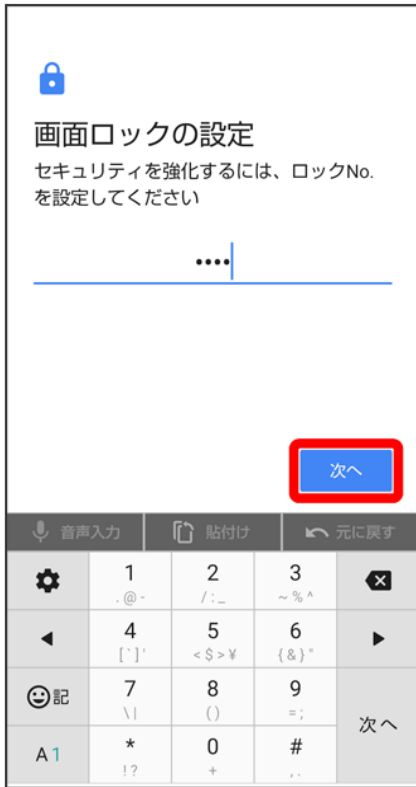 画面ロックの設定
セキュリティを強化するには、ロックNo.
を設定してください
••••
次へ
音声入力 貼付け 元に戻す
1 2 3
.@- /:_ ~%^
4 5 6
[`]' <$>¥ {&}"
記 7 8 9
\| () =;
次へ
A1 * 0 #
!? + ,.